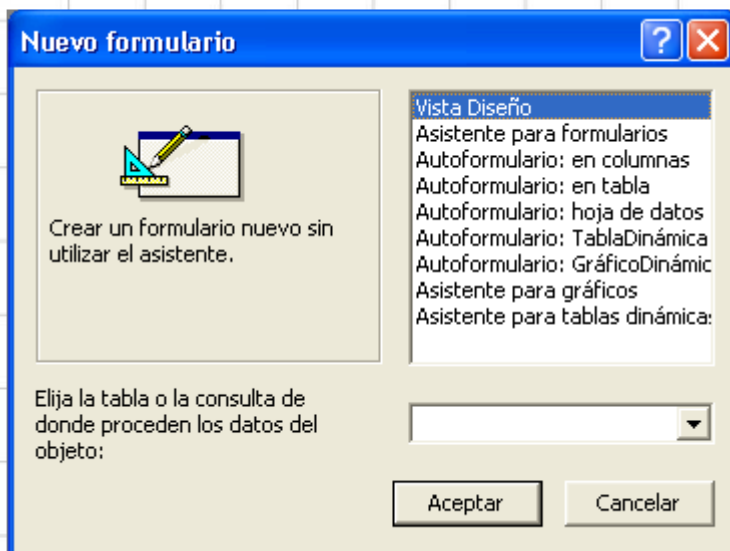 Nuevo formulario
Crear un formulario nuevo sin
utilizar el asistente.
Vista Diseño
Asistente para formularios
Autoformulario: en columnas
Autoformulario: en tabla
Autoformulario: hoja de datos
Autoformulario: TablaDinámica
Autoformulario: GráficoDinámic
Asistente para gráficos
Asistente para tablas dinámicas
Elija la tabla o la consulta de
donde proceden los datos del
objeto:
Aceptar
Cancelar